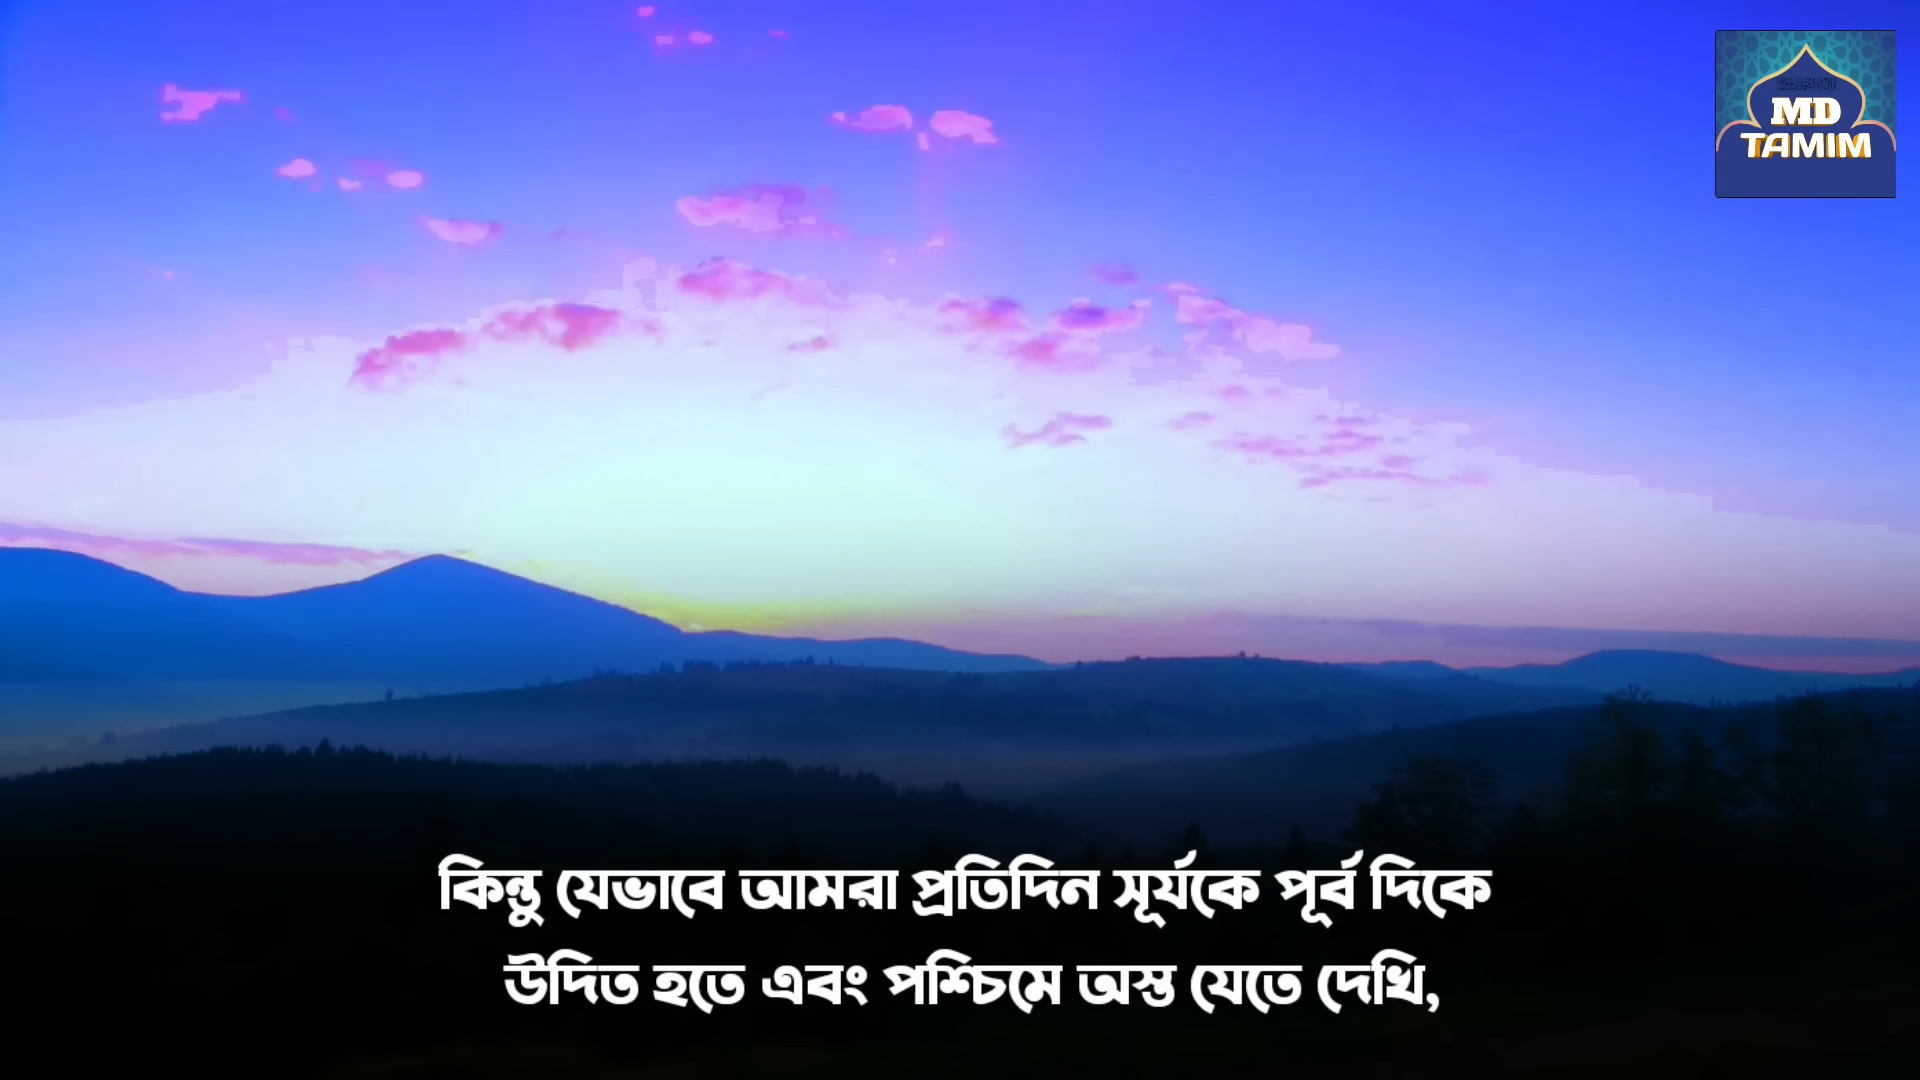 MD
TAMIM
কিন্তু যেভাবে আমরা প্রতিদিন সূর্যকে পূর্ব দিকে
উদিত হতে এবং পশ্চিমে অস্ত যেতে দেখি,